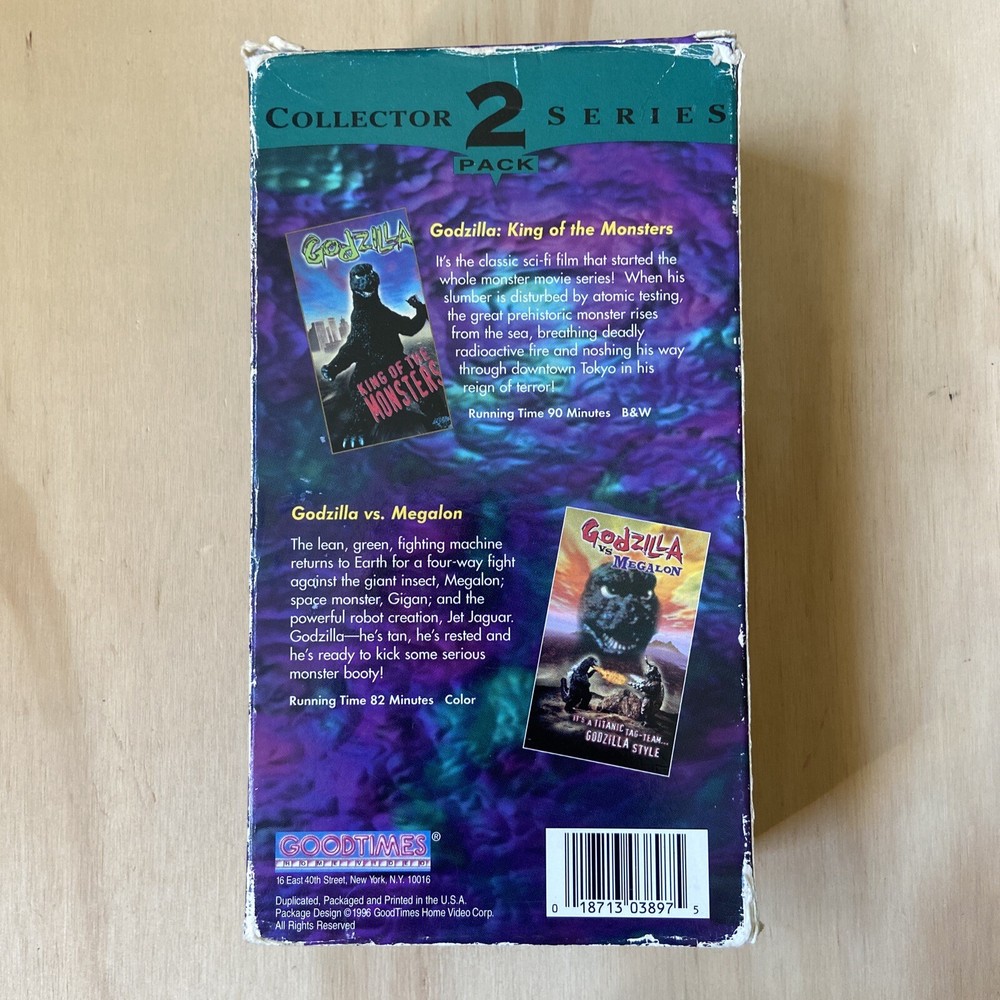 COLLECTOR 2 SERIES
PACK
GODZILLA
KING OF THE
MONSTERS
Godzilla: King of the Monsters
It's the classic sci-fi film that started the
whole monster movie series! When his
slumber is disturbed by atomic testing,
the great prehistoric monster rises
from the sea, breathing deadly
radioactive fire and noshing his way
through downtown Tokyo in his
reign of terror!
Running Time 90 Minutes B&W
Godzilla vs. Megalon
The lean, green, fighting machine
returns to Earth for a four-way fight
against the giant insect, Megalon;
space monster, Gigan; and the
powerful robot creation, Jet Jaguar.
Godzilla—he's tan, he's rested and
he's ready to kick some serious
monster booty!
Running Time 82 Minutes Color
GODZILLA
VS MEGALON
IT'S A TITANIC TAG-TEAM...
GODZILLA STYLE
GOODTIMES®
HOME VIDEO
16 East 40th Street, New York, N.Y. 10016
Duplicated, Packaged and Printed in the U.S.A.
Package Design ©1996 GoodTimes Home Video Corp.
All Rights Reserved
0 18713 03897 5